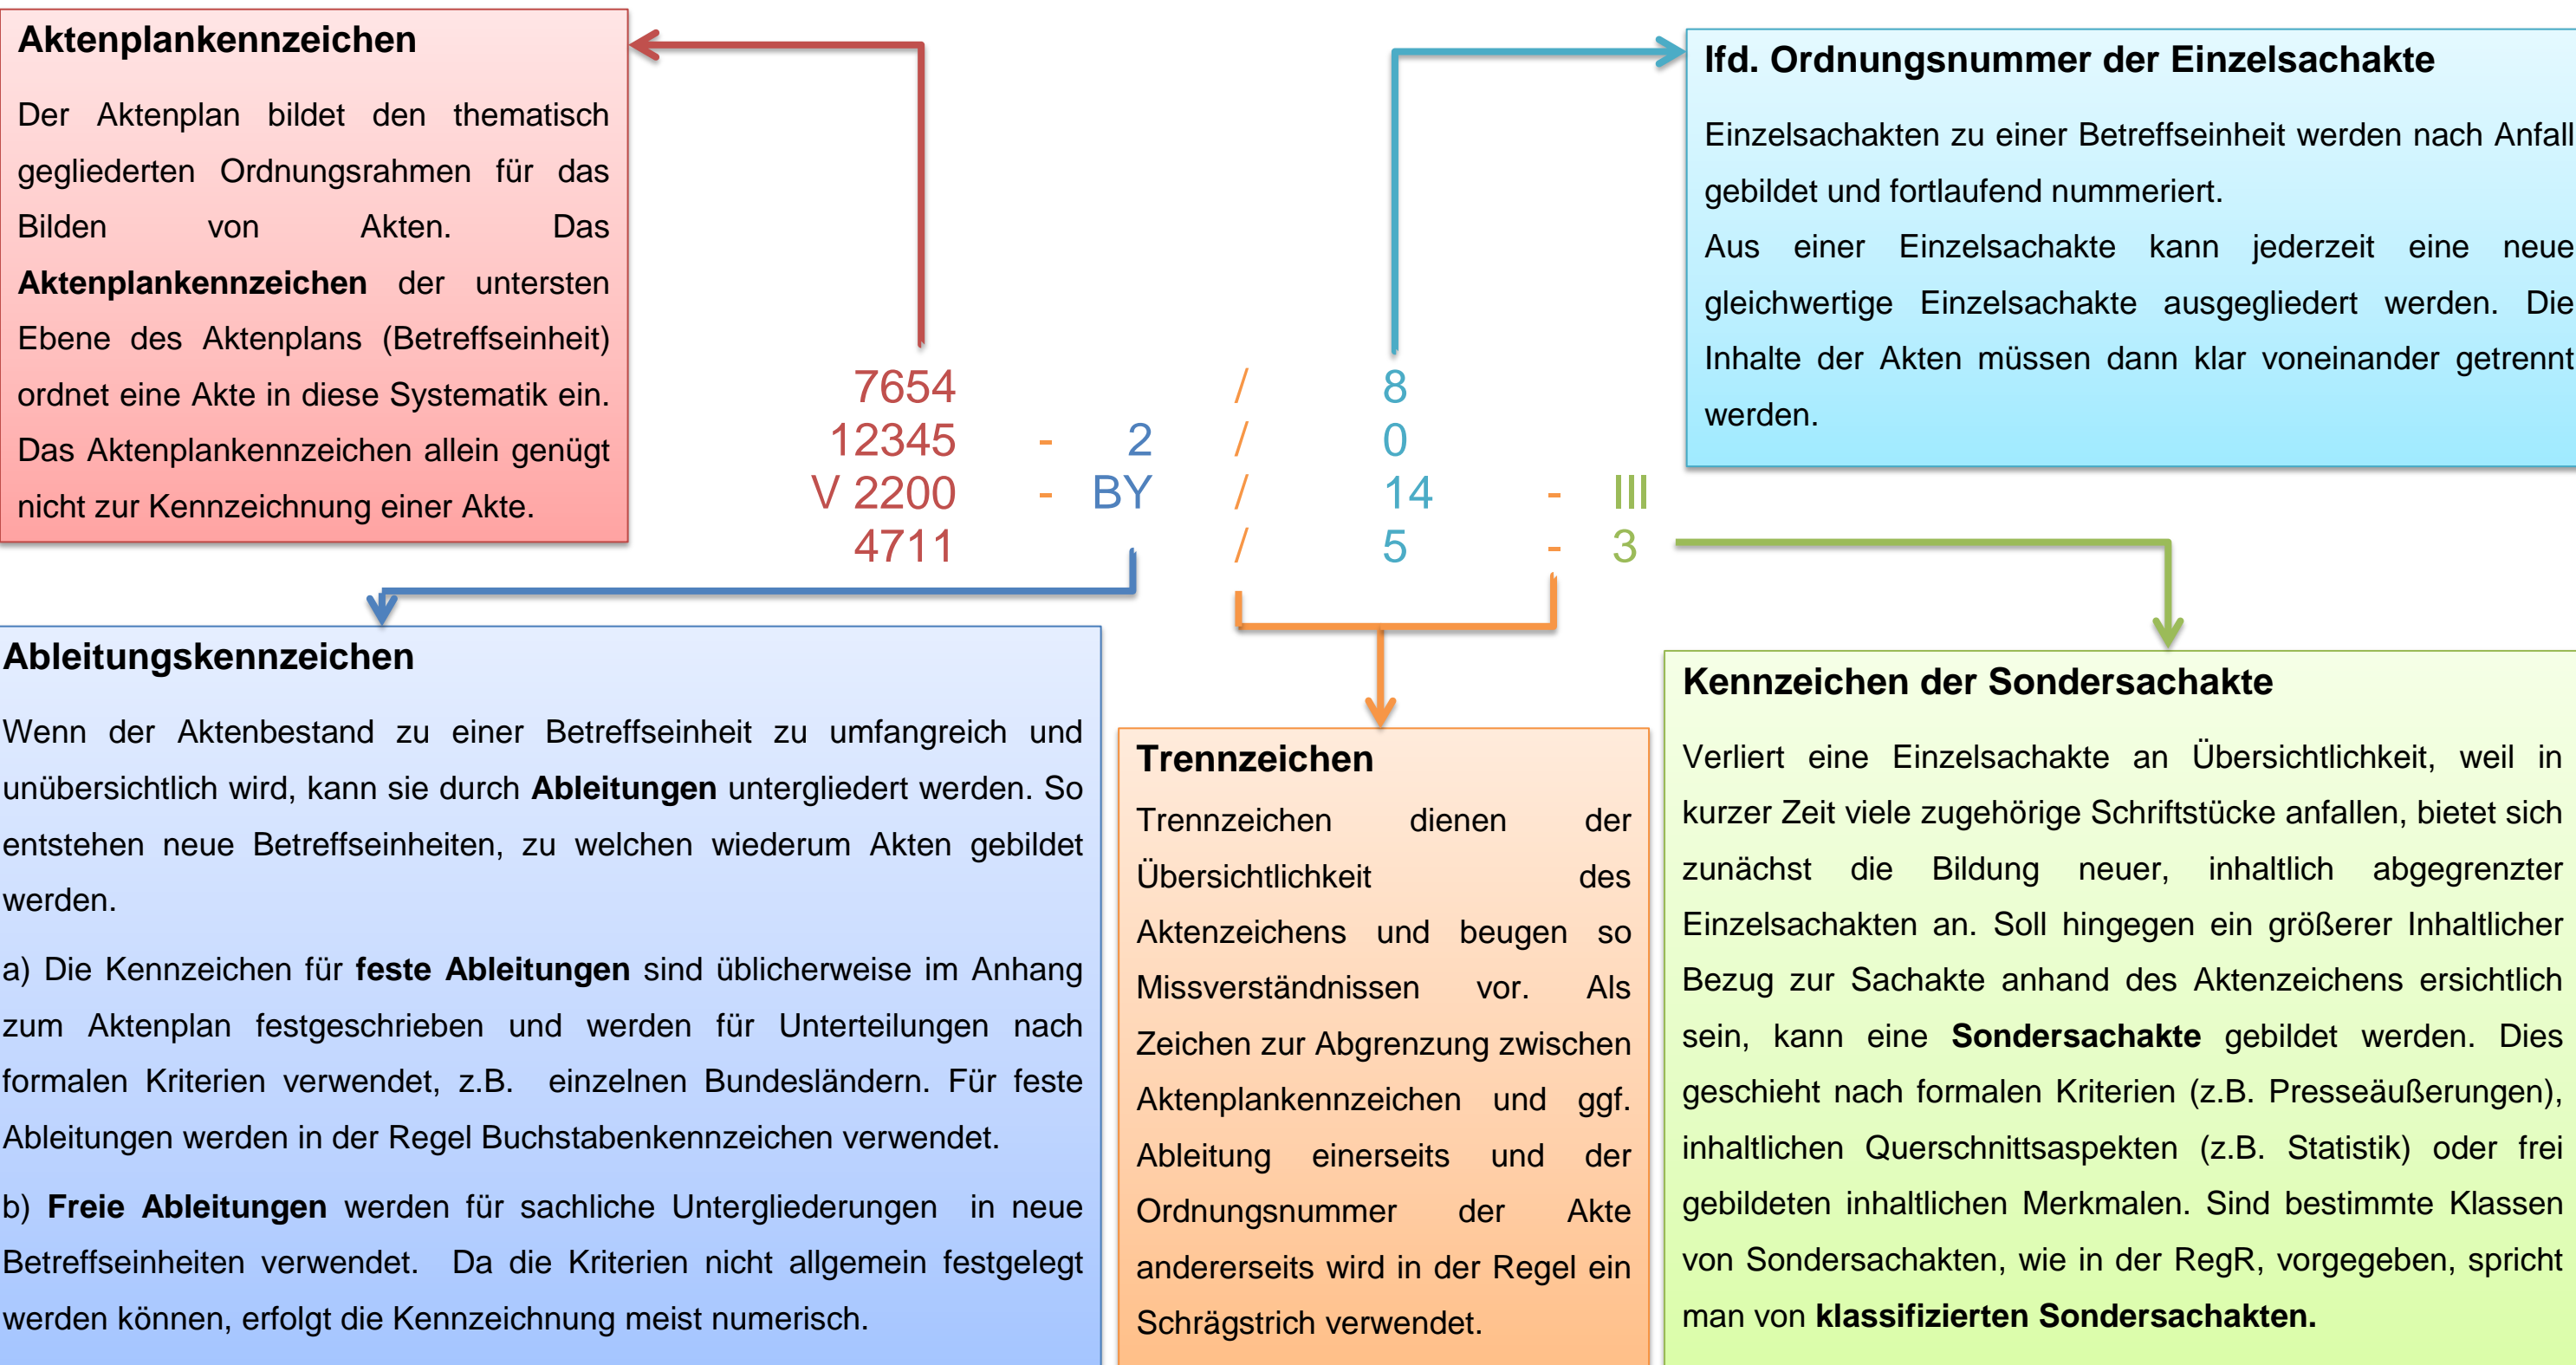 Aktenplankennzeichen
Der Aktenplan bildet den thematisch
gegliederten Ordnungsrahmen für das
Bilden von Akten. Das
Aktenplankennzeichen der untersten
Ebene des Aktenplans (Betreffseinheit)
ordnet eine Akte in diese Systematik ein.
Das Aktenplankennzeichen allein genügt
nicht zur Kennzeichnung einer Akte.
lfd. Ordnungsnummer der Einzelsachakte
Einzelsachakten zu einer Betreffseinheit werden nach Anfall
gebildet und fortlaufend nummeriert.
Aus einer Einzelsachakte kann jederzeit eine neue
gleichwertige Einzelsachakte ausgegliedert werden. Die
Inhalte der Akten müssen dann klar voneinander getrennt
werden.
7654 / 8
12345 - 2 / 0
V 2200 - BY / 14 - III
4711 / 5 - 3
Ableitungskennzeichen
Wenn der Aktenbestand zu einer Betreffseinheit zu umfangreich und
unübersichtlich wird, kann sie durch Ableitungen untergliedert werden. So
entstehen neue Betreffseinheiten, zu welchen wiederum Akten gebildet
werden.
a) Die Kennzeichen für feste Ableitungen sind üblicherweise im Anhang
zum Aktenplan festgeschrieben und werden für Unterteilungen nach
formalen Kriterien verwendet, z.B. einzelnen Bundesländern. Für feste
Ableitungen werden in der Regel Buchstabenkennzeichen verwendet.
b) Freie Ableitungen werden für sachliche Untergliederungen in neue
Betreffseinheiten verwendet. Da die Kriterien nicht allgemein festgelegt
werden können, erfolgt die Kennzeichnung meist numerisch.
Trennzeichen
Trennzeichen dienen der
Übersichtlichkeit des
Aktenzeichens und beugen so
Missverständnissen vor. Als
Zeichen zur Abgrenzung zwischen
Aktenplankennzeichen und ggf.
Ableitung einerseits und der
Ordnungsnummer der Akte
andererseits wird in der Regel ein
Schrägstrich verwendet.
Kennzeichen der Sondersachakte
Verliert eine Einzelsachakte an Übersichtlichkeit, weil in
kurzer Zeit viele zugehörige Schriftstücke anfallen, bietet sich
zunächst die Bildung neuer, inhaltlich abgegrenzter
Einzelsachakten an. Soll hingegen ein größerer Inhaltlicher
Bezug zur Sachakte anhand des Aktenzeichens ersichtlich
sein, kann eine Sondersachakte gebildet werden. Dies
geschieht nach formalen Kriterien (z.B. Presseäußerungen),
inhaltlichen Querschnittsaspekten (z.B. Statistik) oder frei
gebildeten inhaltlichen Merkmalen. Sind bestimmte Klassen
von Sondersachakten, wie in der RegR, vorgegeben, spricht
man von klassifizierten Sondersachakten.